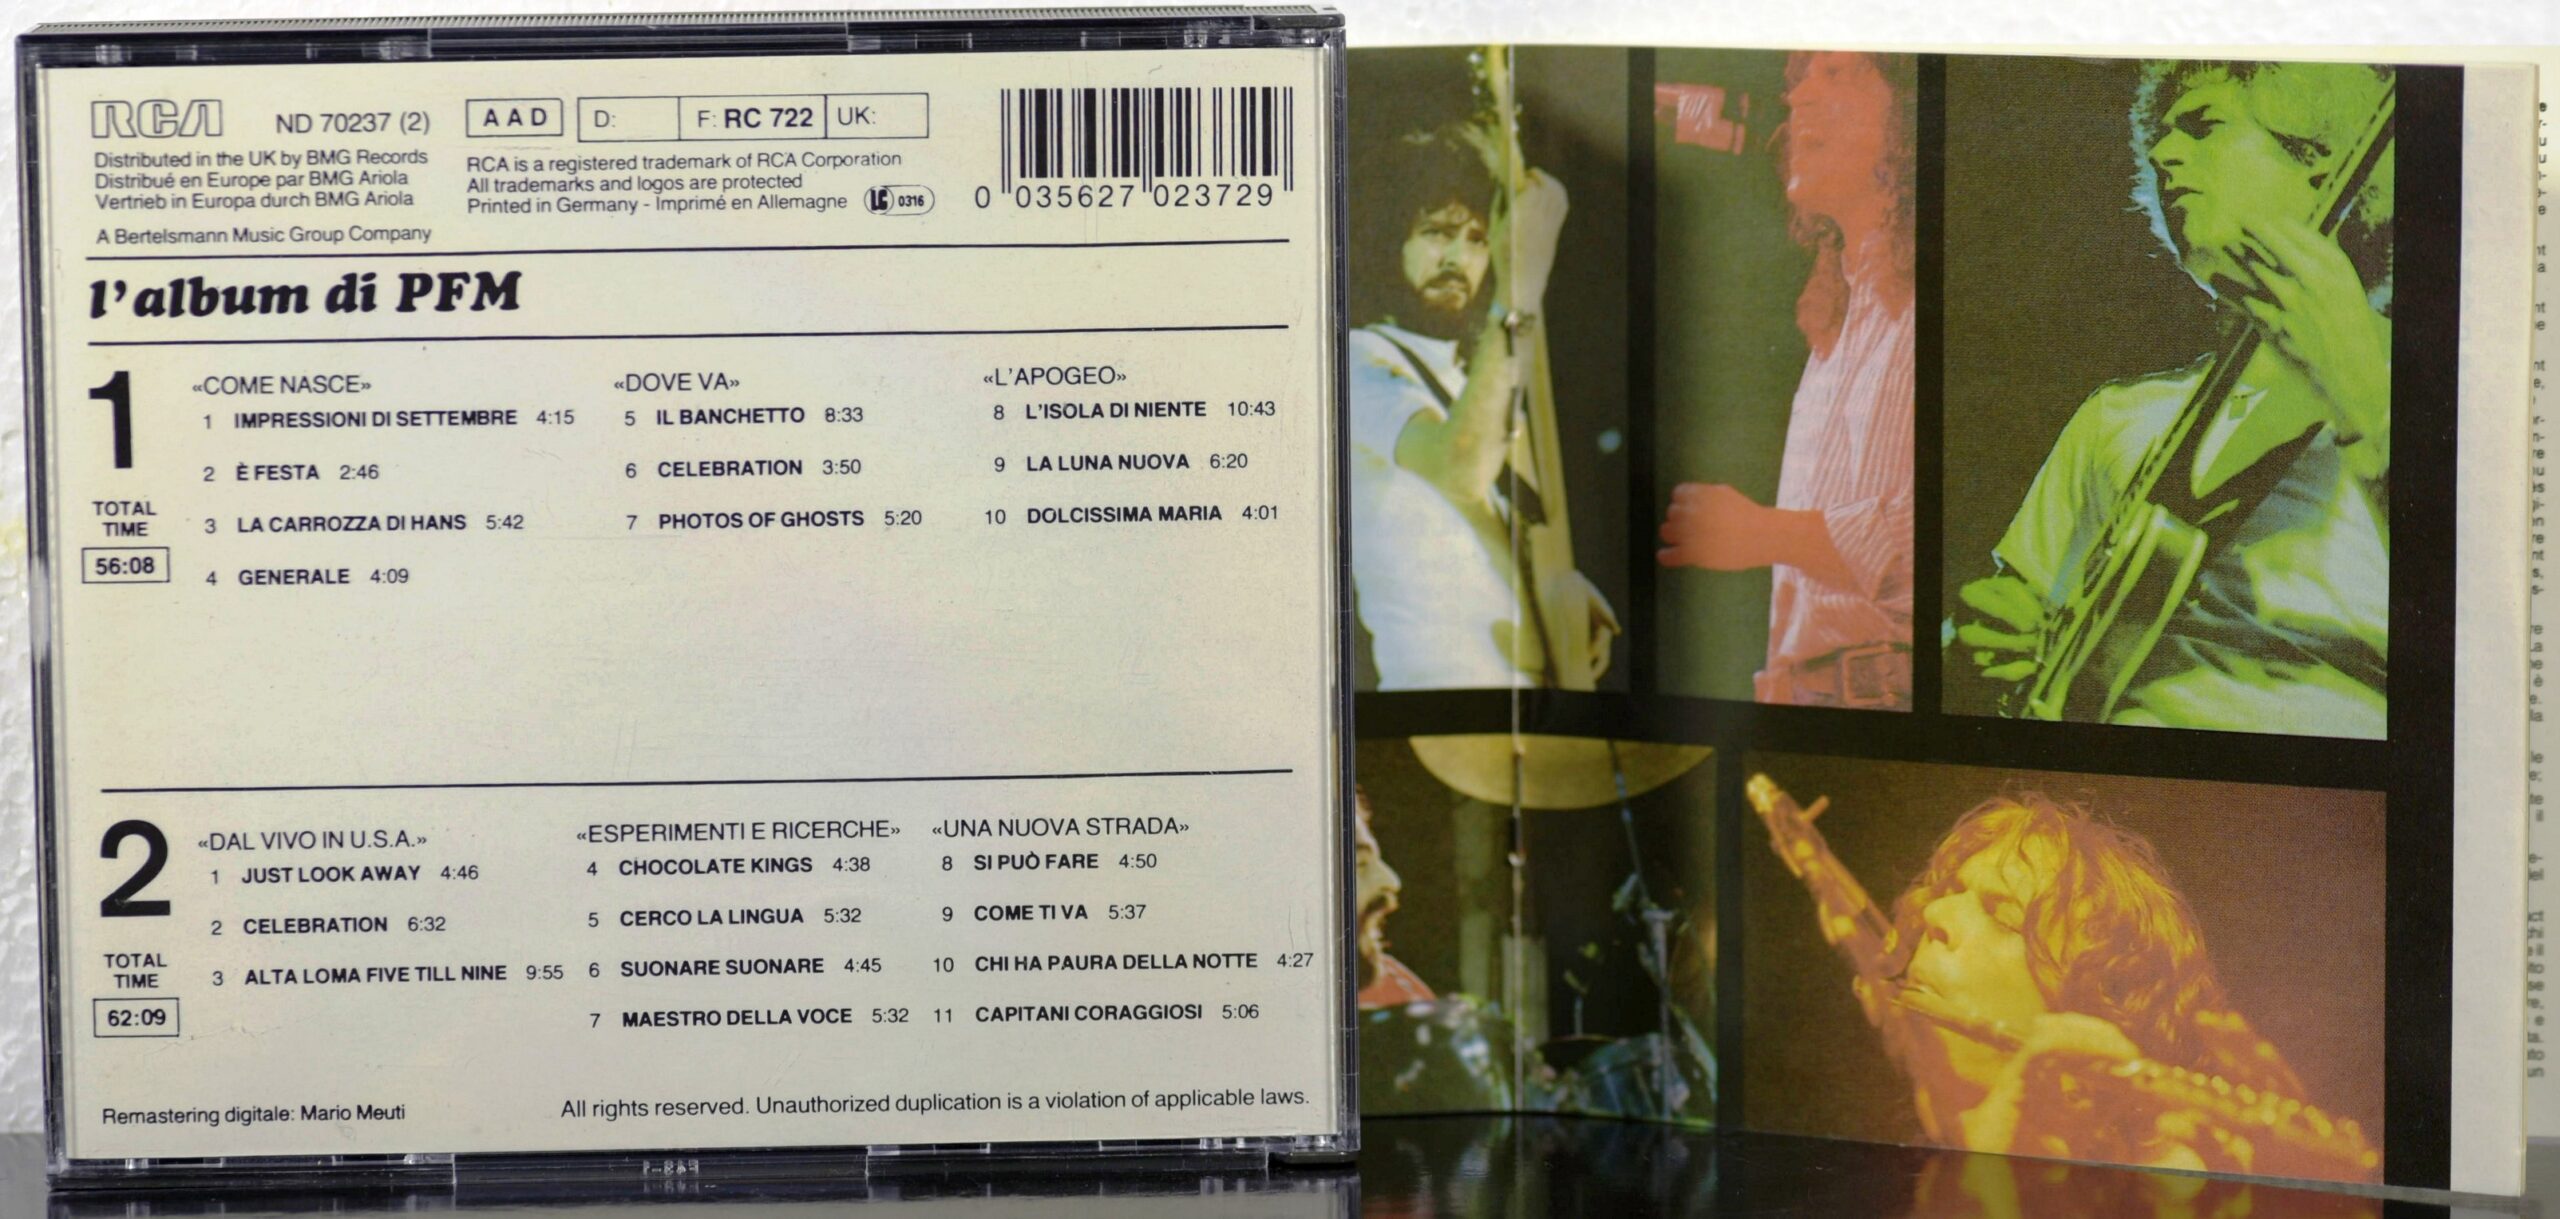 RCA ND 70237 (2)
Distributed in the UK by BMG Records
Distribué en Europe par BMG Ariola
Vertrieb in Europa durch BMG Ariola
A Bertelsmann Music Group Company
AAD D: F: RC 722 UK:
RCA is a registered trademark of RCA Corporation
All trademarks and logos are protected
Printed in Germany - Imprimé en Allemagne LC 0316
0 035627 023729
l'album di PFM
1
TOTAL
TIME
56:08
«COME NASCE»
1 IMPRESSIONI DI SETTEMBRE 4:15
2 È FESTA 2:46
3 LA CARROZZA DI HANS 5:42
4 GENERALE 4:09
«DOVE VA»
5 IL BANCHETTO 8:33
6 CELEBRATION 3:50
7 PHOTOS OF GHOSTS 5:20
«L'APOGEO»
8 L'ISOLA DI NIENTE 10:43
9 LA LUNA NUOVA 6:20
10 DOLCISSIMA MARIA 4:01
2
TOTAL
TIME
62:09
«DAL VIVO IN U.S.A.»
1 JUST LOOK AWAY 4:46
2 CELEBRATION 6:32
3 ALTA LOMA FIVE TILL NINE 9:55
«ESPERIMENTI E RICERCHE»
4 CHOCOLATE KINGS 4:38
5 CERCO LA LINGUA 5:32
6 SUONARE SUONARE 4:45
7 MAESTRO DELLA VOCE 5:32
«UNA NUOVA STRADA»
8 SI PUÒ FARE 4:50
9 COME TI VA 5:37
10 CHI HA PAURA DELLA NOTTE 4:27
11 CAPITANI CORAGGIOSI 5:06
Remastering digitale: Mario Meuti
All rights reserved. Unauthorized duplication is a violation of applicable laws.